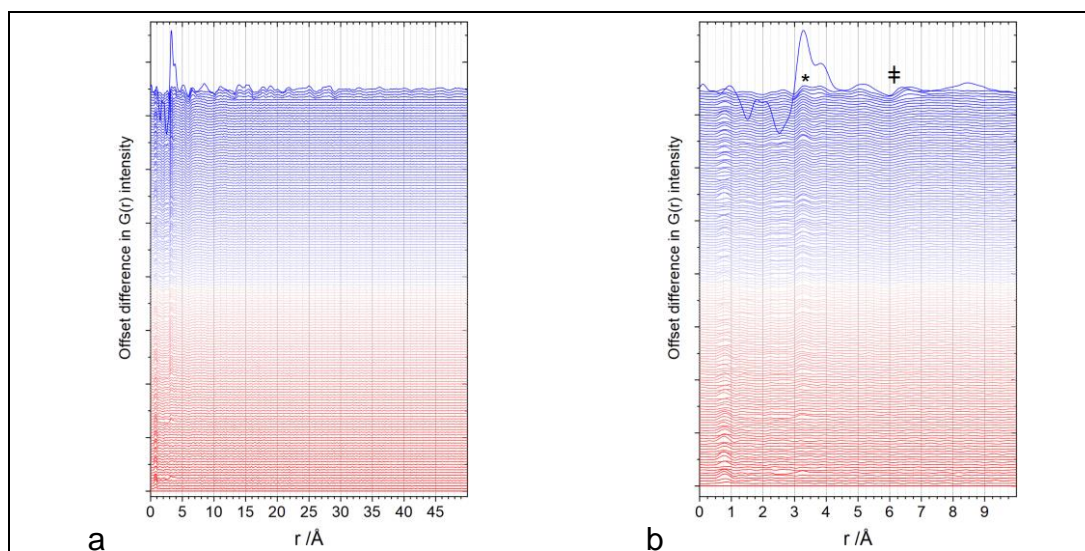 *
ǂ
Offset difference in G(r) intensity
Offset difference in G(r) intensity
0 5 10 15 20 25 30 35 40 45
0 1 2 3 4 5 6 7 8 9
a r /Å
b r /Å